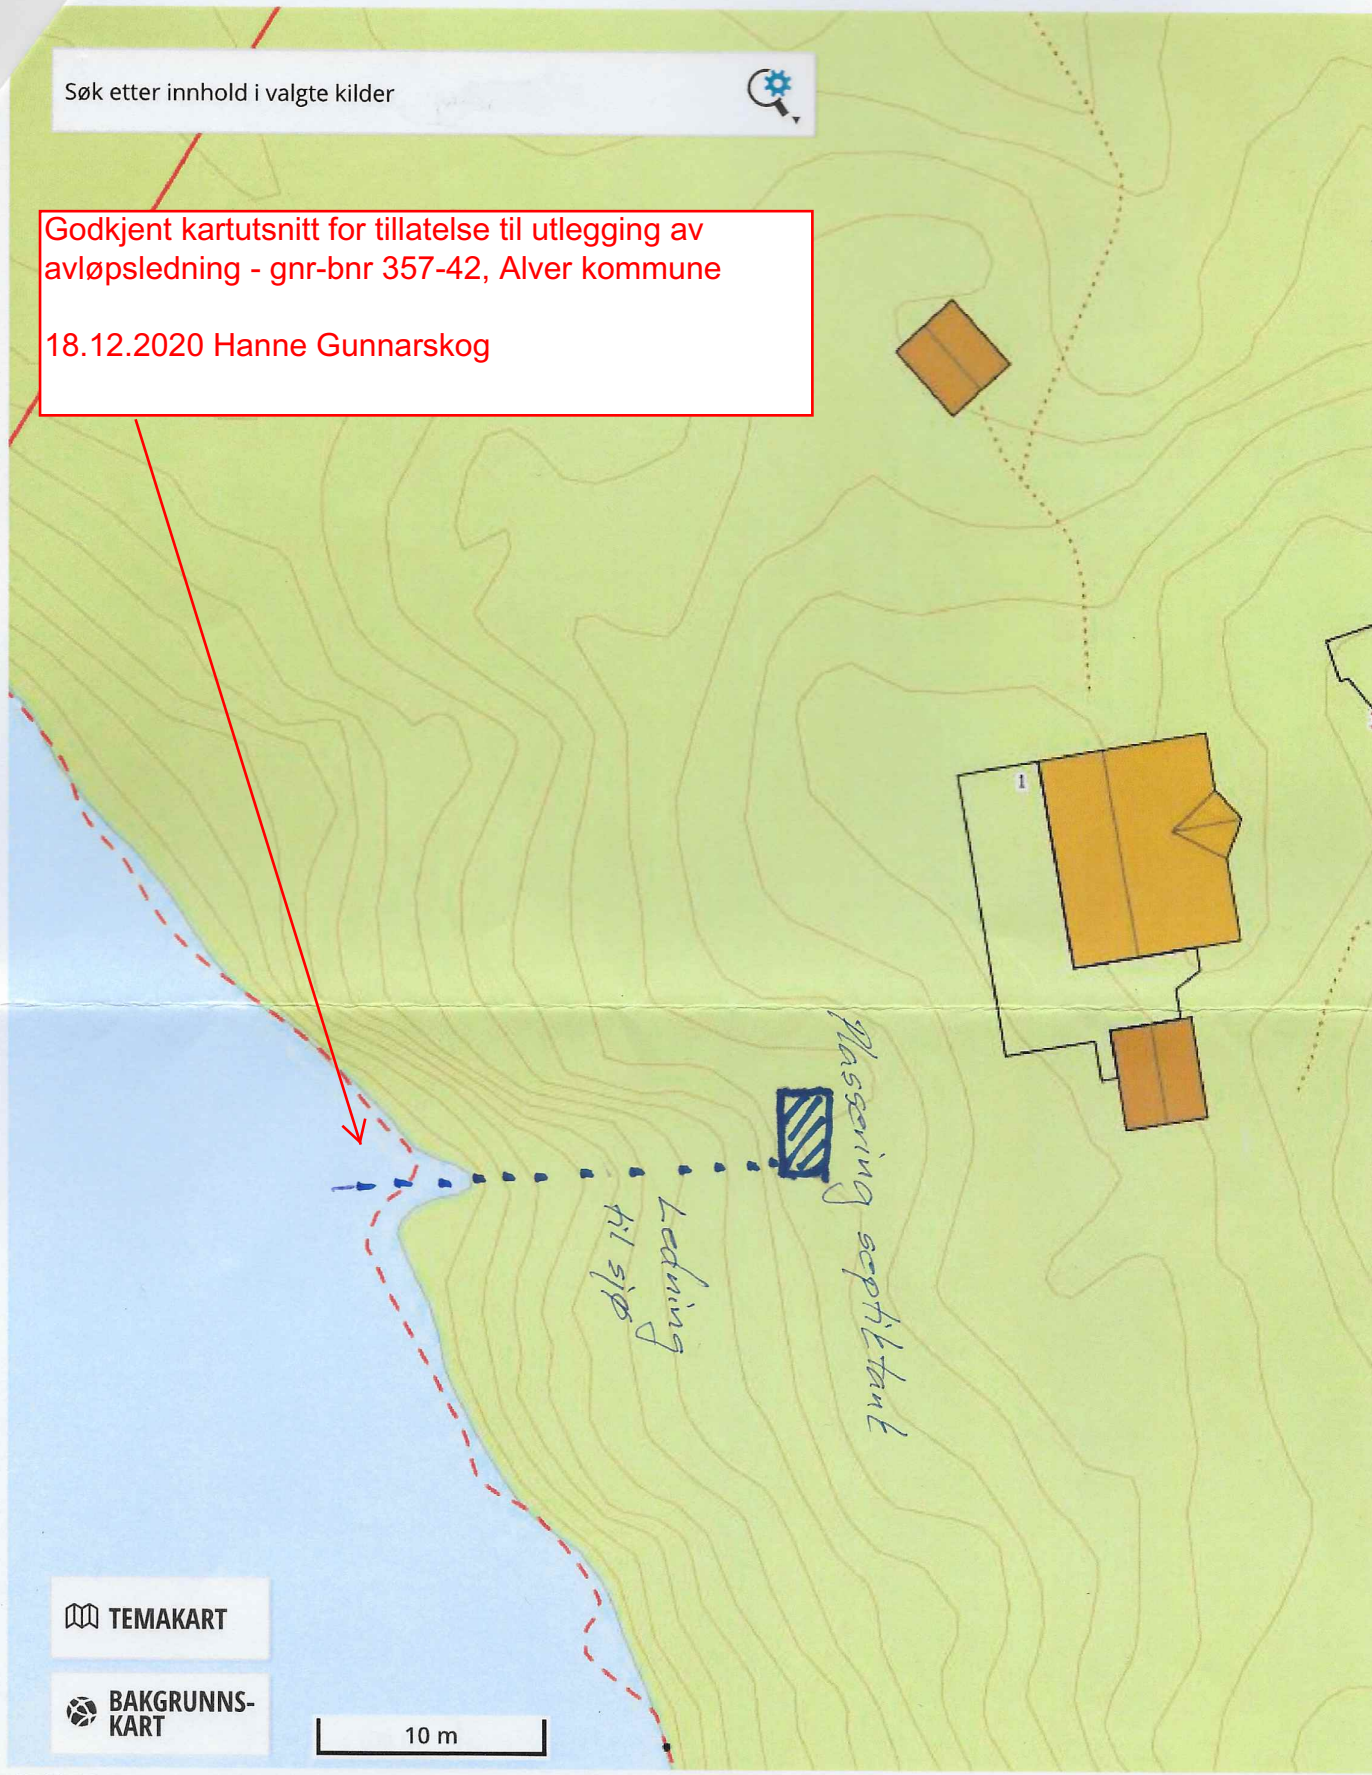 Søk etter innhold i valgte kilder
Godkjent kartutsnitt for tillatelse til utlegging av
avløpsledning - gnr-bnr 357-42, Alver kommune
18.12.2020 Hanne Gunnarskog
1
Plassering septiktank
Ledning
til sjø
TEMAKART
BAKGRUNNS-
KART
10 m